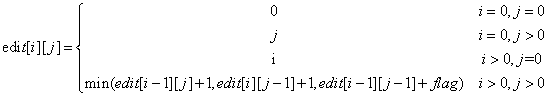 edit[i][j]=
0 i=0,j=0
j i=0,j>0
i i>0,j=0
min(edit[i−1][j]+1,edit[i][j−1]+1,edit[i−1][j−1]+flag) i>0,j>0